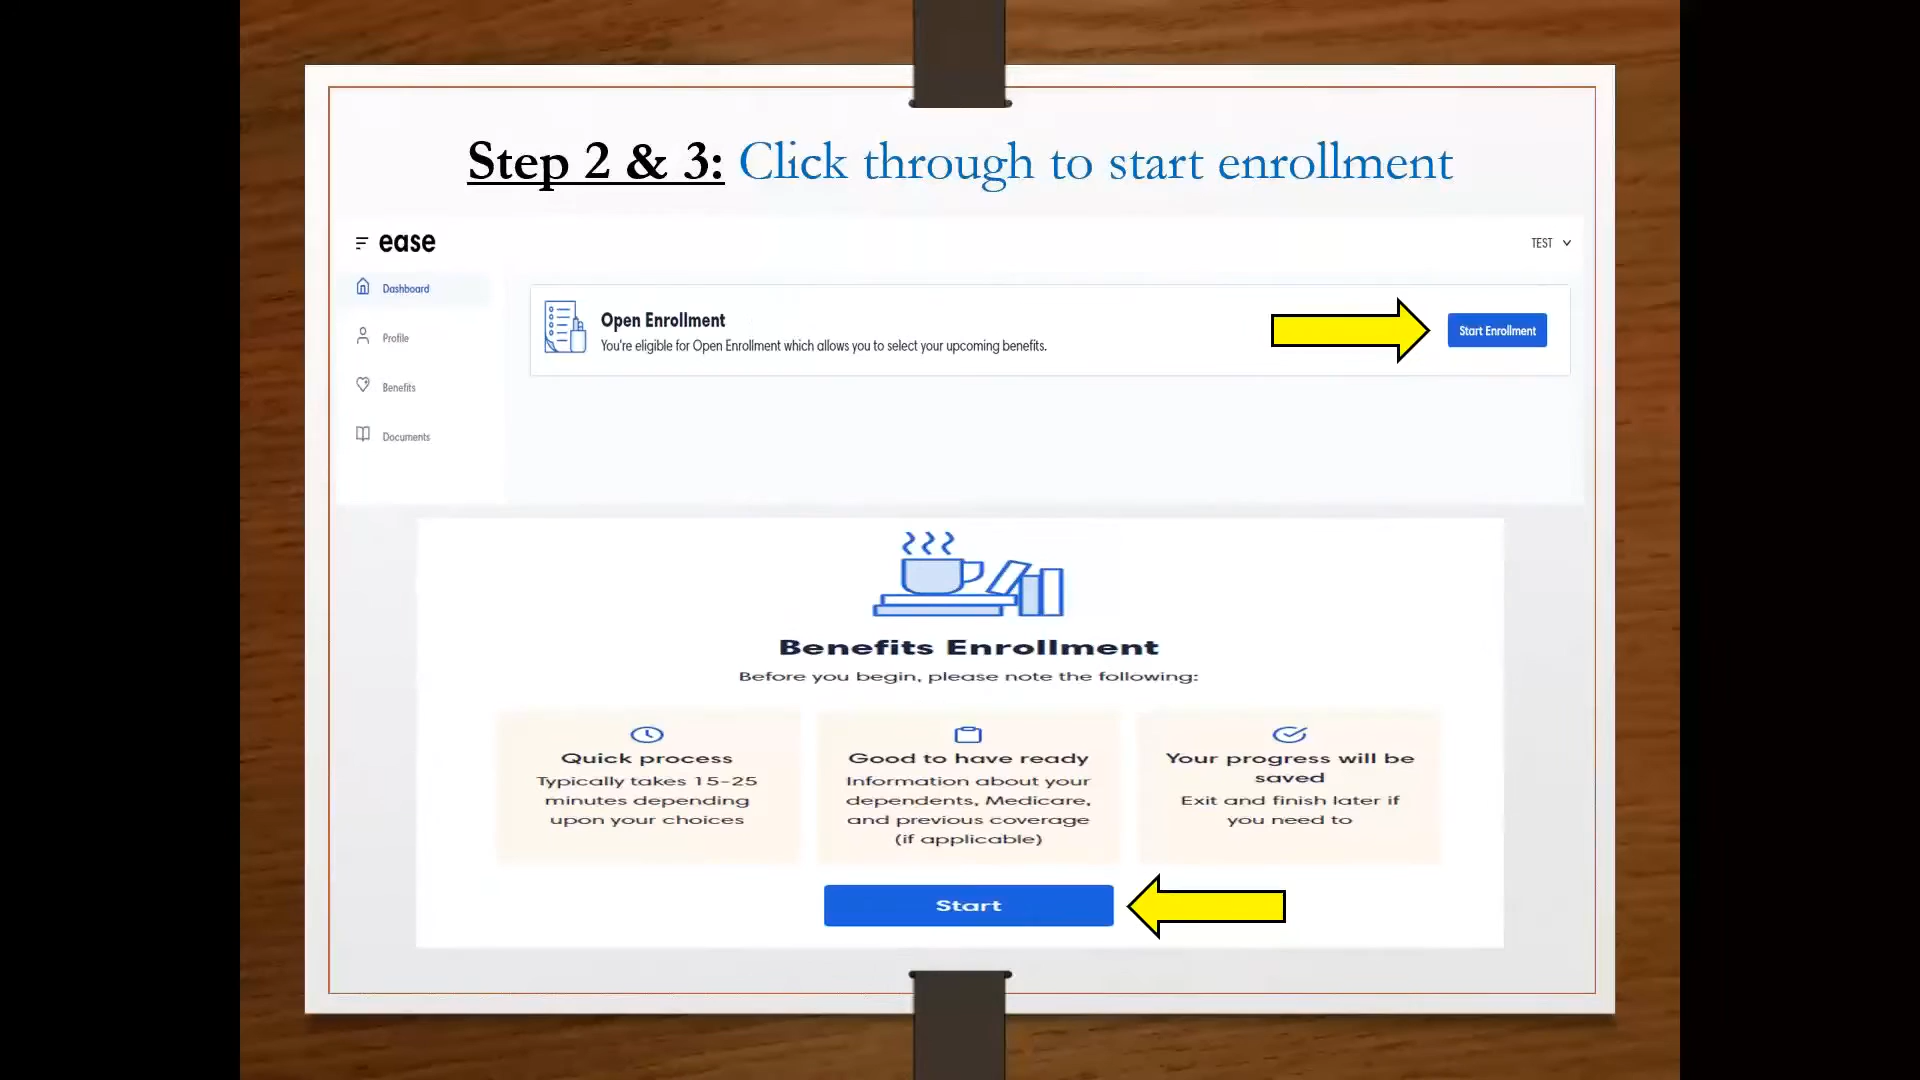 Step 2 & 3: Click through to start enrollment
ease
TEST
Dashboard
Profile
Benefits
Documents
Open Enrollment
You're eligible for Open Enrollment which allows you to select your upcoming benefits.
Start Enrollment
Benefits Enrollment
Before you begin, please note the following:
Quick process
Typically takes 15-25
minutes depending
upon your choices
Good to have ready
Information about your
dependents, Medicare,
and previous coverage
(if applicable)
Your progress will be
saved
Exit and finish later if
you need to
Start